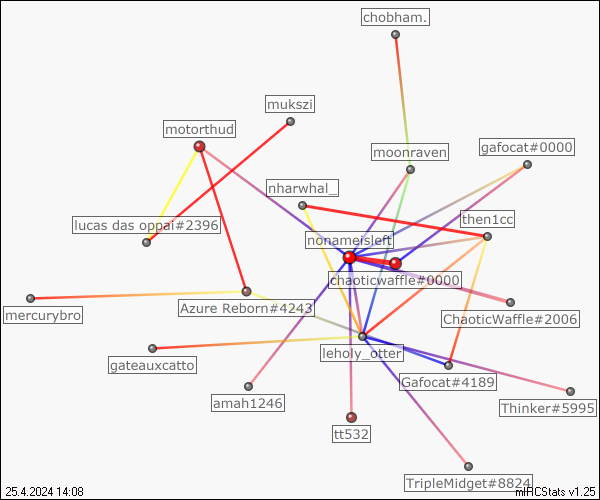 chobham.
mukszi
motorthud
moonraven
gafocat#0000
nharwhal_
lucas das oppai#2396
then1cc
nonameisleft
chaoticwaffle#0000
mercurybro
Azure Reborn#4243
ChaoticWaffle#2006
leholy_otter
gateauxcatto
Gafocat#4189
amah1246
Thinker#5995
tt532
TripleMidget#8824
25.4.2024 14:08
mIRCStats v1.25